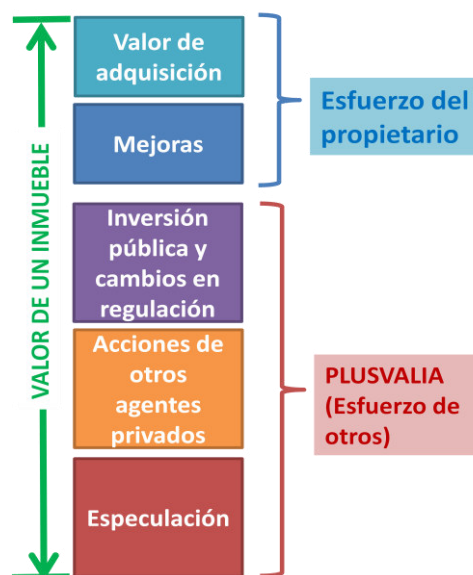 VALOR DE UN INMUEBLE
Valor de
adquisición
Mejoras
Esfuerzo del
propietario
Inversión
pública y
cambios en
regulación
Acciones de
otros
agentes
privados
Especulación
PLUSVALIA
(Esfuerzo de
otros)